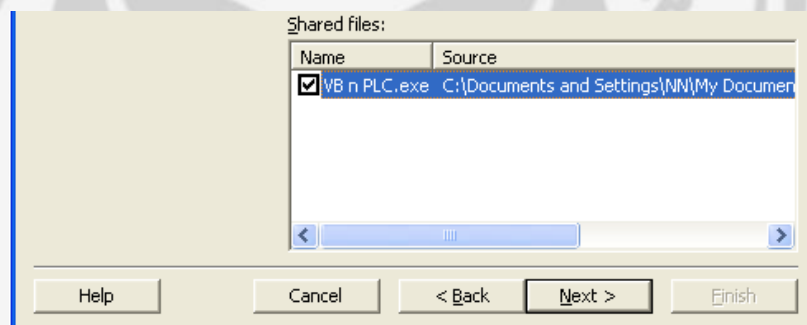 Shared files:
Name Source
VB n PLC.exe C:\Documents and Settings\NN\My Documen
Help Cancel < Back Next > Finish